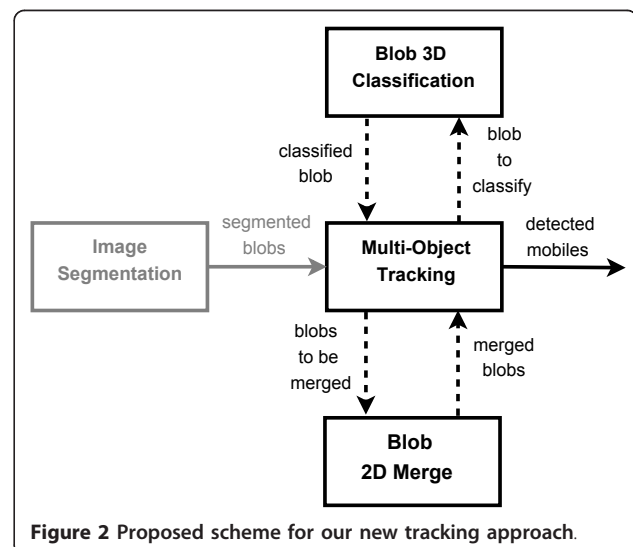 Blob 3D
Classification
classified
blob
blob
to
classify
segmented
blobs
Image
Segmentation
Multi-Object
Tracking
detected
mobiles
blobs
to be
merged
merged
blobs
Blob
2D Merge
Figure 2 Proposed scheme for our new tracking approach.